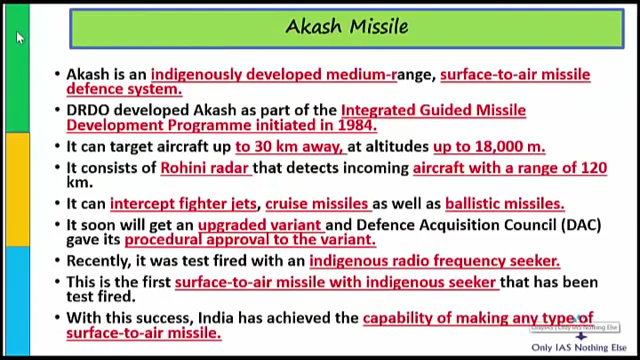 Akash Missile
• Akash is an indigenously developed medium-range, surface-to-air missile
defence system.
• DRDO developed Akash as part of the Integrated Guided Missile
Development Programme initiated in 1984.
• It can target aircraft up to 30 km away, at altitudes up to 18,000 m.
• It consists of Rohini radar that detects incoming aircraft with a range of 120
km.
• It can intercept fighter jets, cruise missiles as well as ballistic missiles.
• It soon will get an upgraded variant and Defence Acquisition Council (DAC)
gave its procedural approval to the variant.
• Recently, it was test fired with an indigenous radio frequency seeker.
• This is the first surface-to-air missile with indigenous seeker that has been
test fired.
• With this success, India has achieved the capability of making any type of
surface-to-air missile.
Only IAS Nothing Else